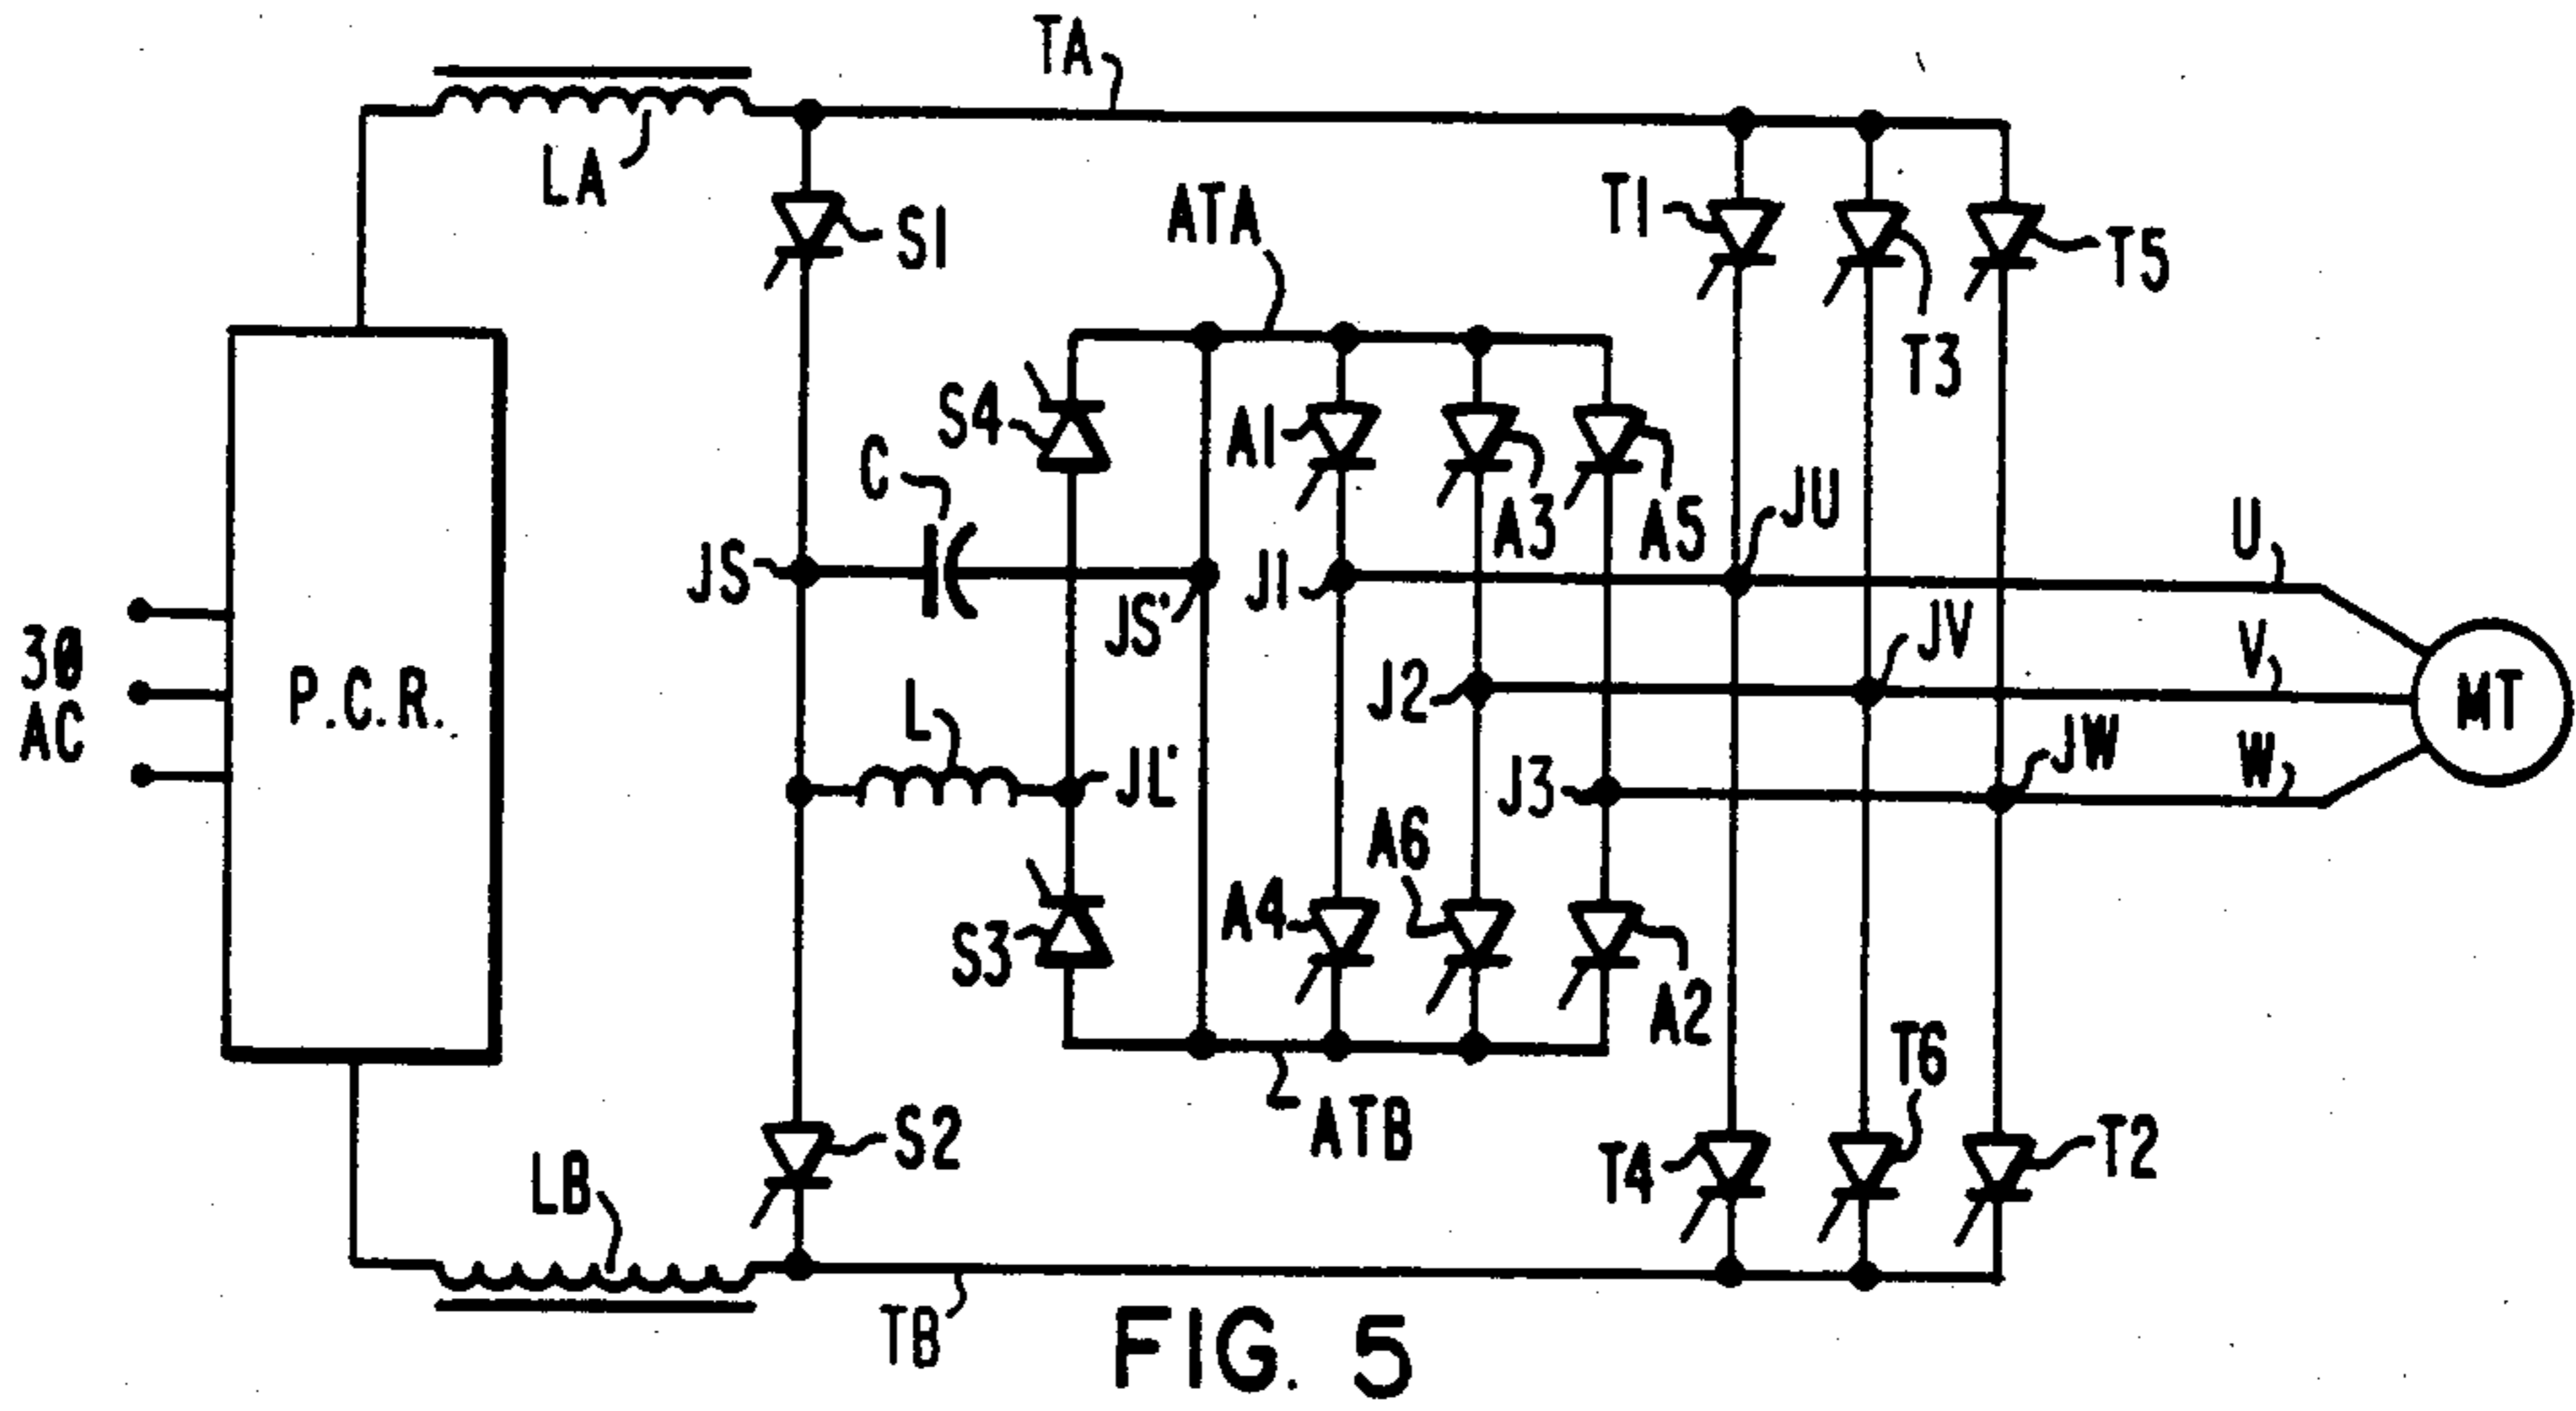 TA
LA
S1
ATA
T1
T5
T3
S4
C
A1
A3
A5
JU
U
JS
JS'
J1
3Ø
AC
P.C.R.
L
JL'
J2
JV
V
J3
JW
W
MT
A6
A4
S3
A2
S2
LB
ATB
T6
T4
T2
TB
FIG. 5